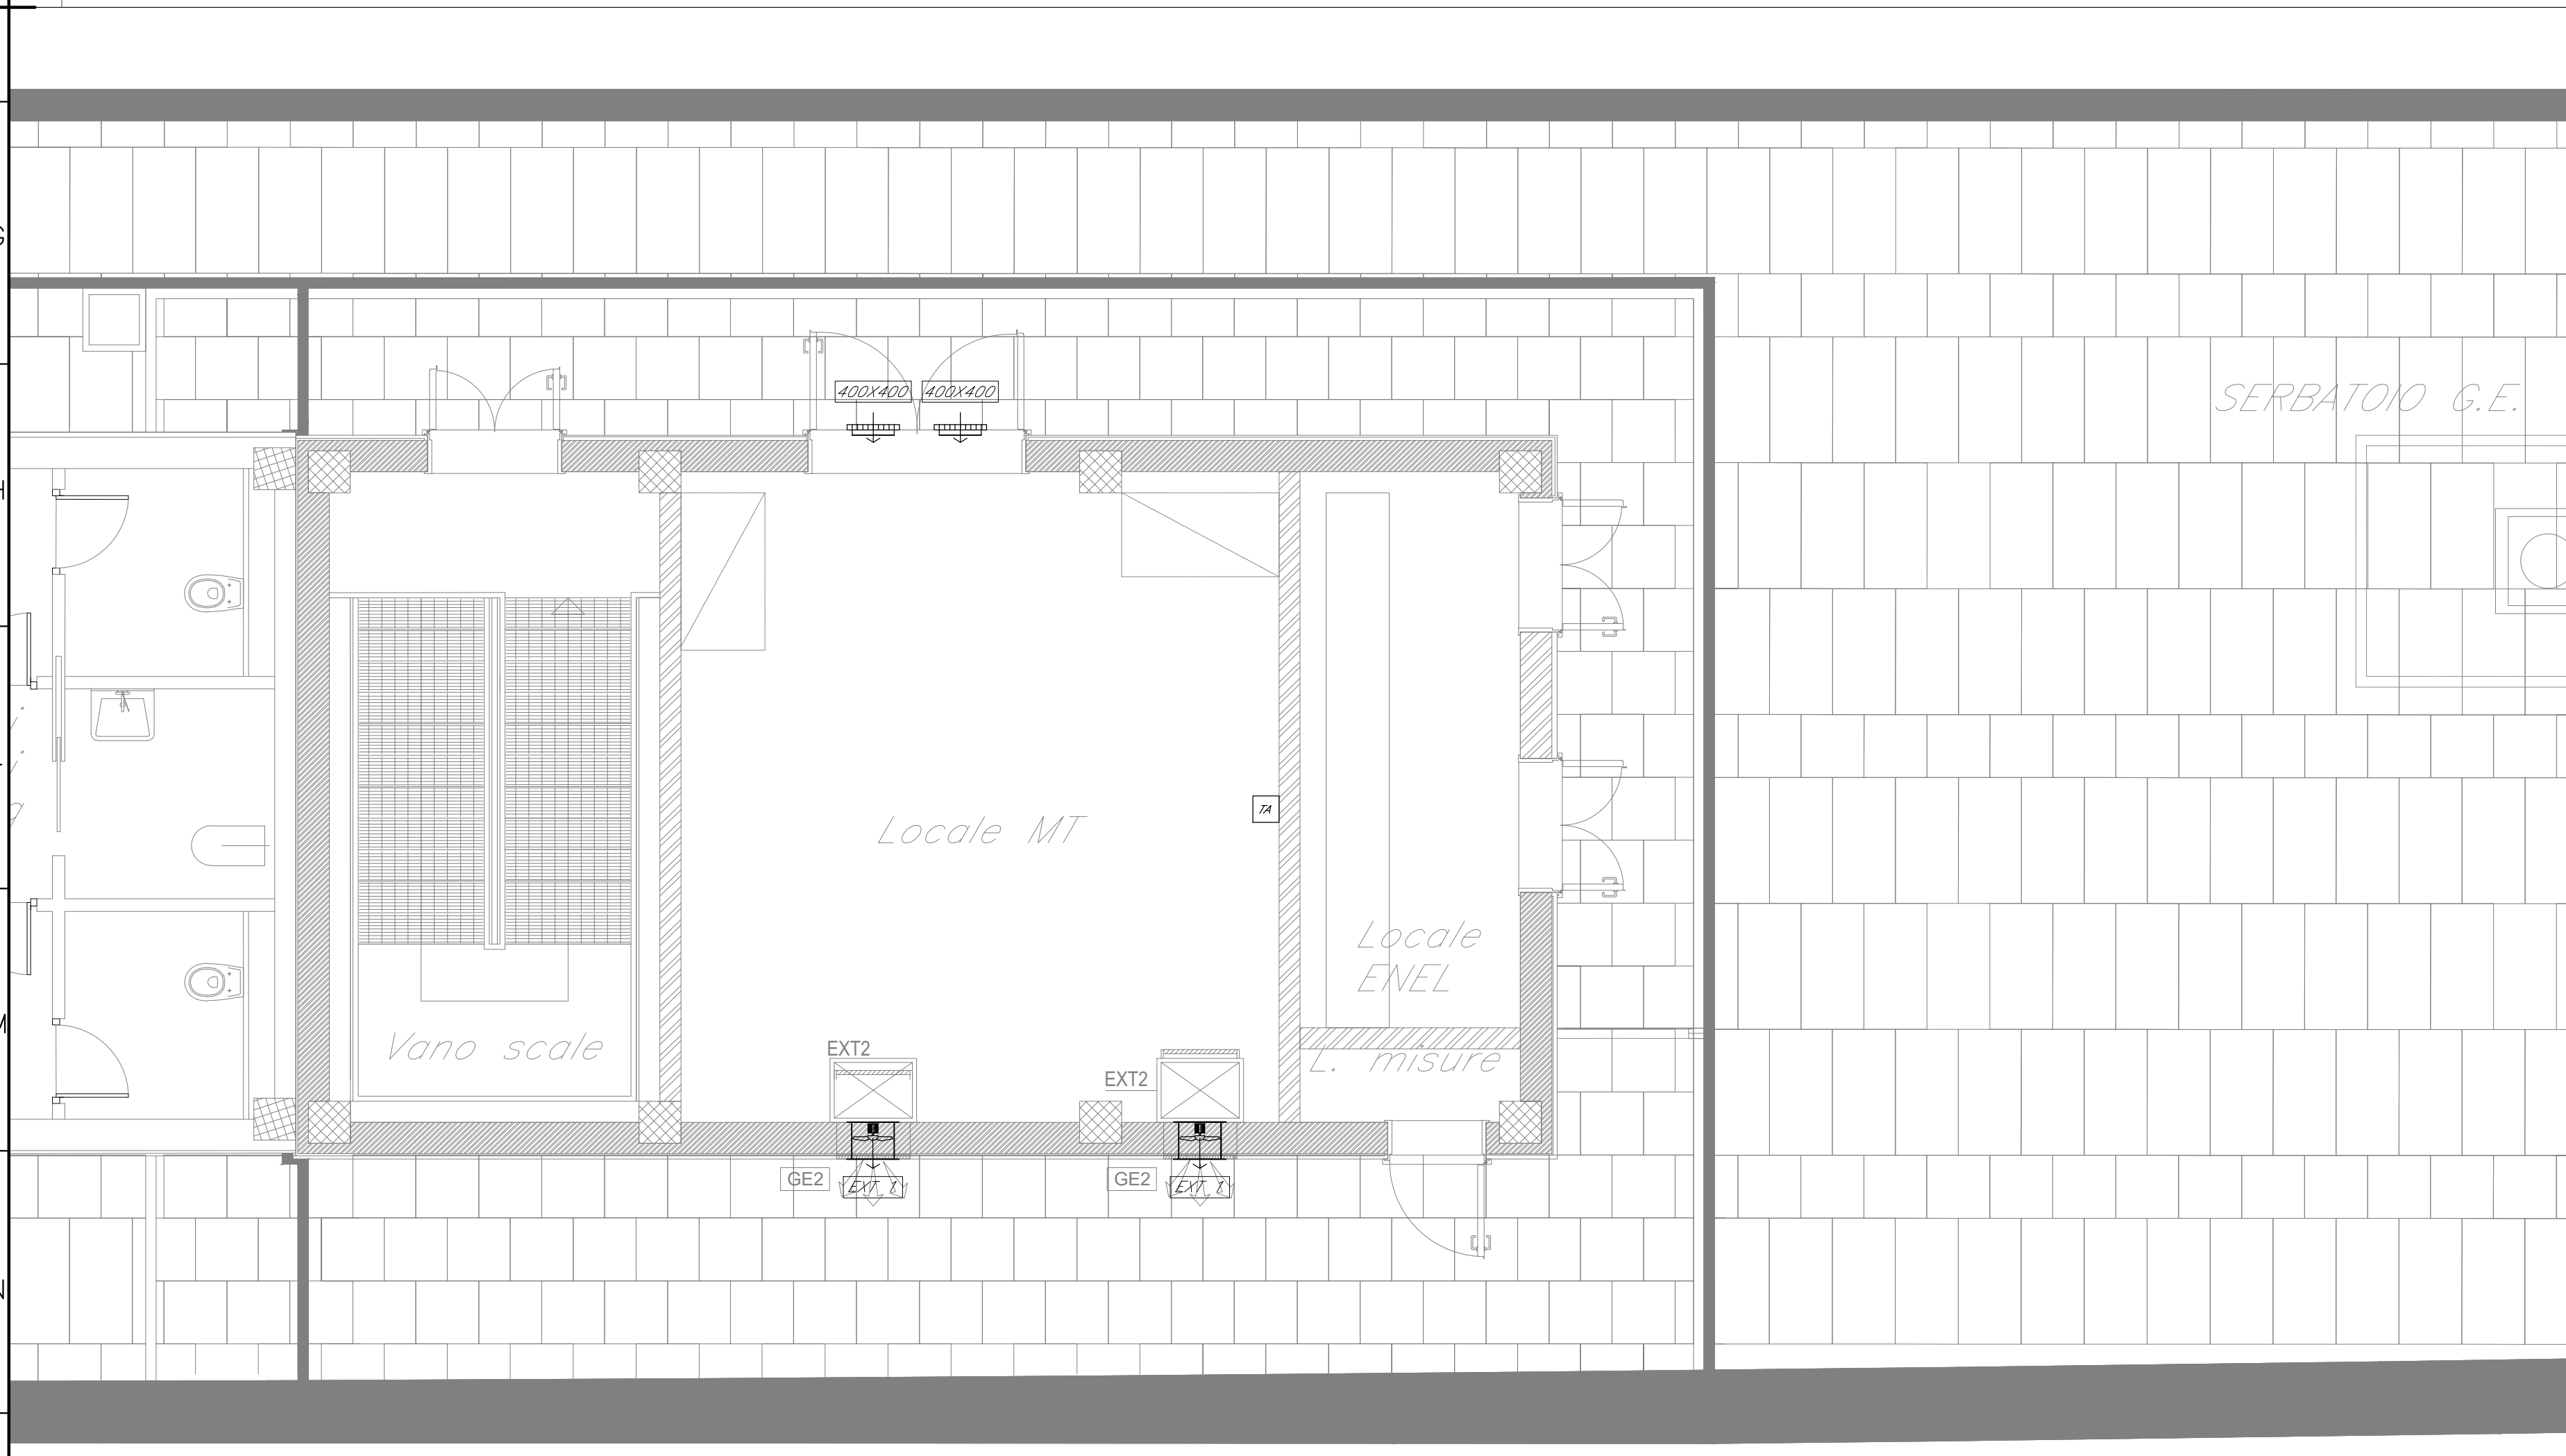 G
400X400 400X400
SERBATOIO G.E.
H
TA
Locale MT
Locale
ENEL
M
Vano scale
EXT2
L. misure
EXT2
GE2
EXT 1
GE2
EXT 1
N